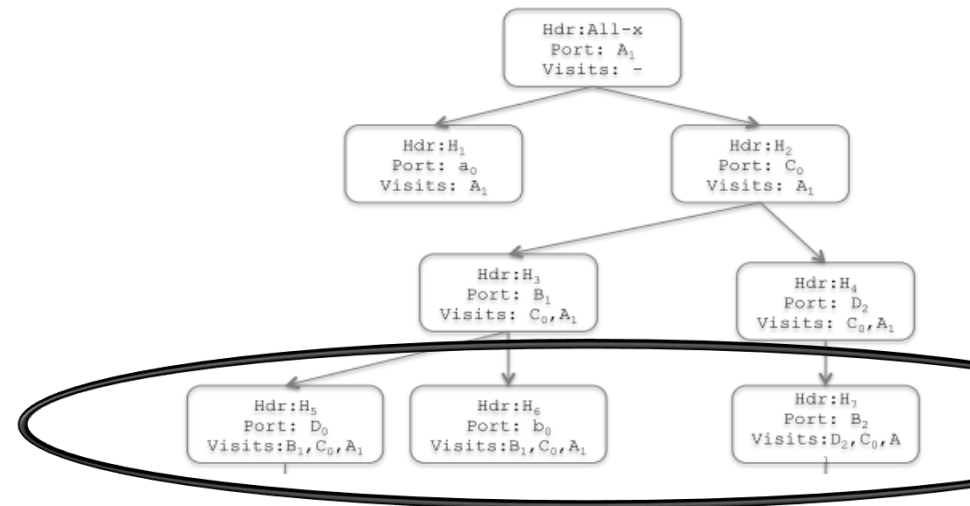 Hdr:All-x
Port: A₁
Visits: -
Hdr:H₁
Port: a₀
Visits: A₁
Hdr:H₂
Port: C₀
Visits: A₁
Hdr:H₃
Port: B₁
Visits: C₀,A₁
Hdr:H₄
Port: D₂
Visits: C₀,A₁
Hdr:H₅
Port: D₀
Visits:B₁,C₀,A₁
Hdr:H₆
Port: b₀
Visits:B₁,C₀,A₁
Hdr:H₇
Port: B₂
Visits:D₂,C₀,A